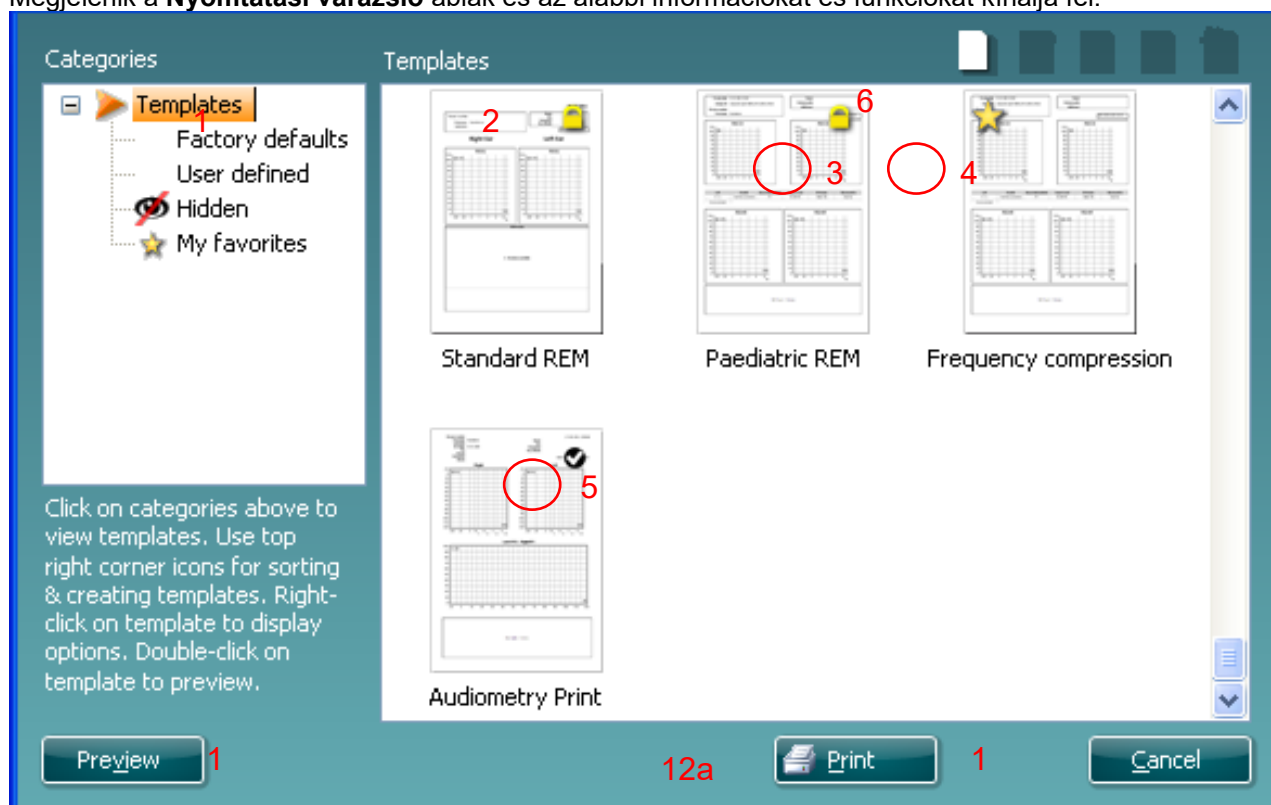 Megjelenik a Nyomtatási varázsló ablak és az alábbi információkat és funkciókat kínálja fel:
Categories
Templates
Templates
1
Factory defaults
User defined
Hidden
My favorites
2
6
3
4
Standard REM
Paediatric REM
Frequency compression
5
Audiometry Print
Click on categories above to
view templates. Use top
right corner icons for sorting
& creating templates. Right-
click on template to display
options. Double-click on
template to preview.
Preview
1
12a
Print
1
Cancel